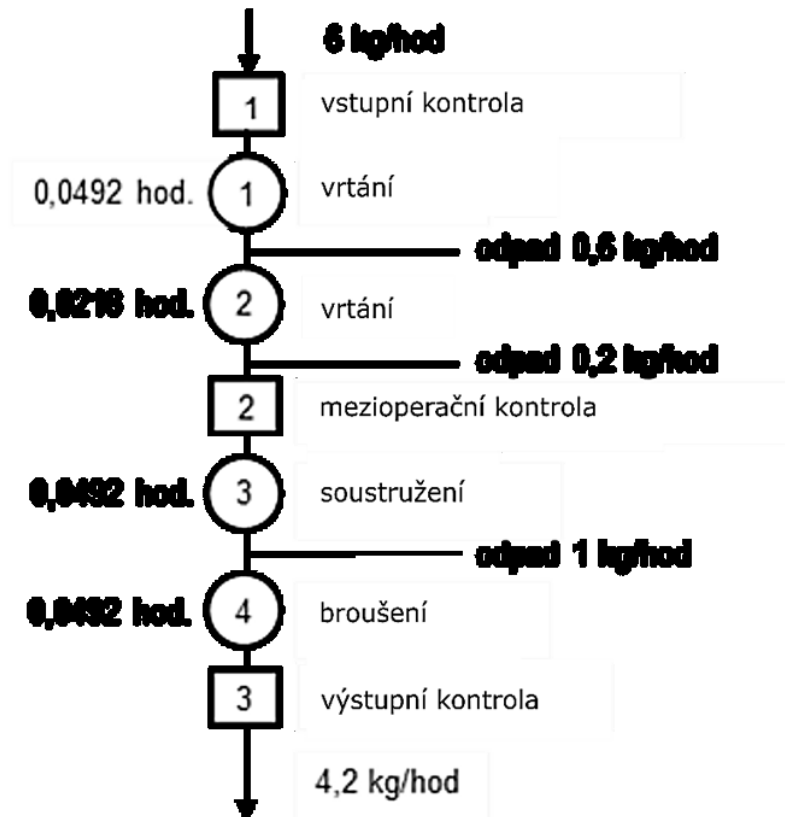 6 kg/hod
1 vstupní kontrola
0,0492 hod. 1 vrtání
odpad 0,6 kg/hod
hod. 2 vrtání
odpad 0,2 kg/hod
2 mezioperační kontrola
0,0492 hod. 3 soustružení
odpad 1 kg/hod
0,0492 hod. 4 broušení
3 výstupní kontrola
4,2 kg/hod